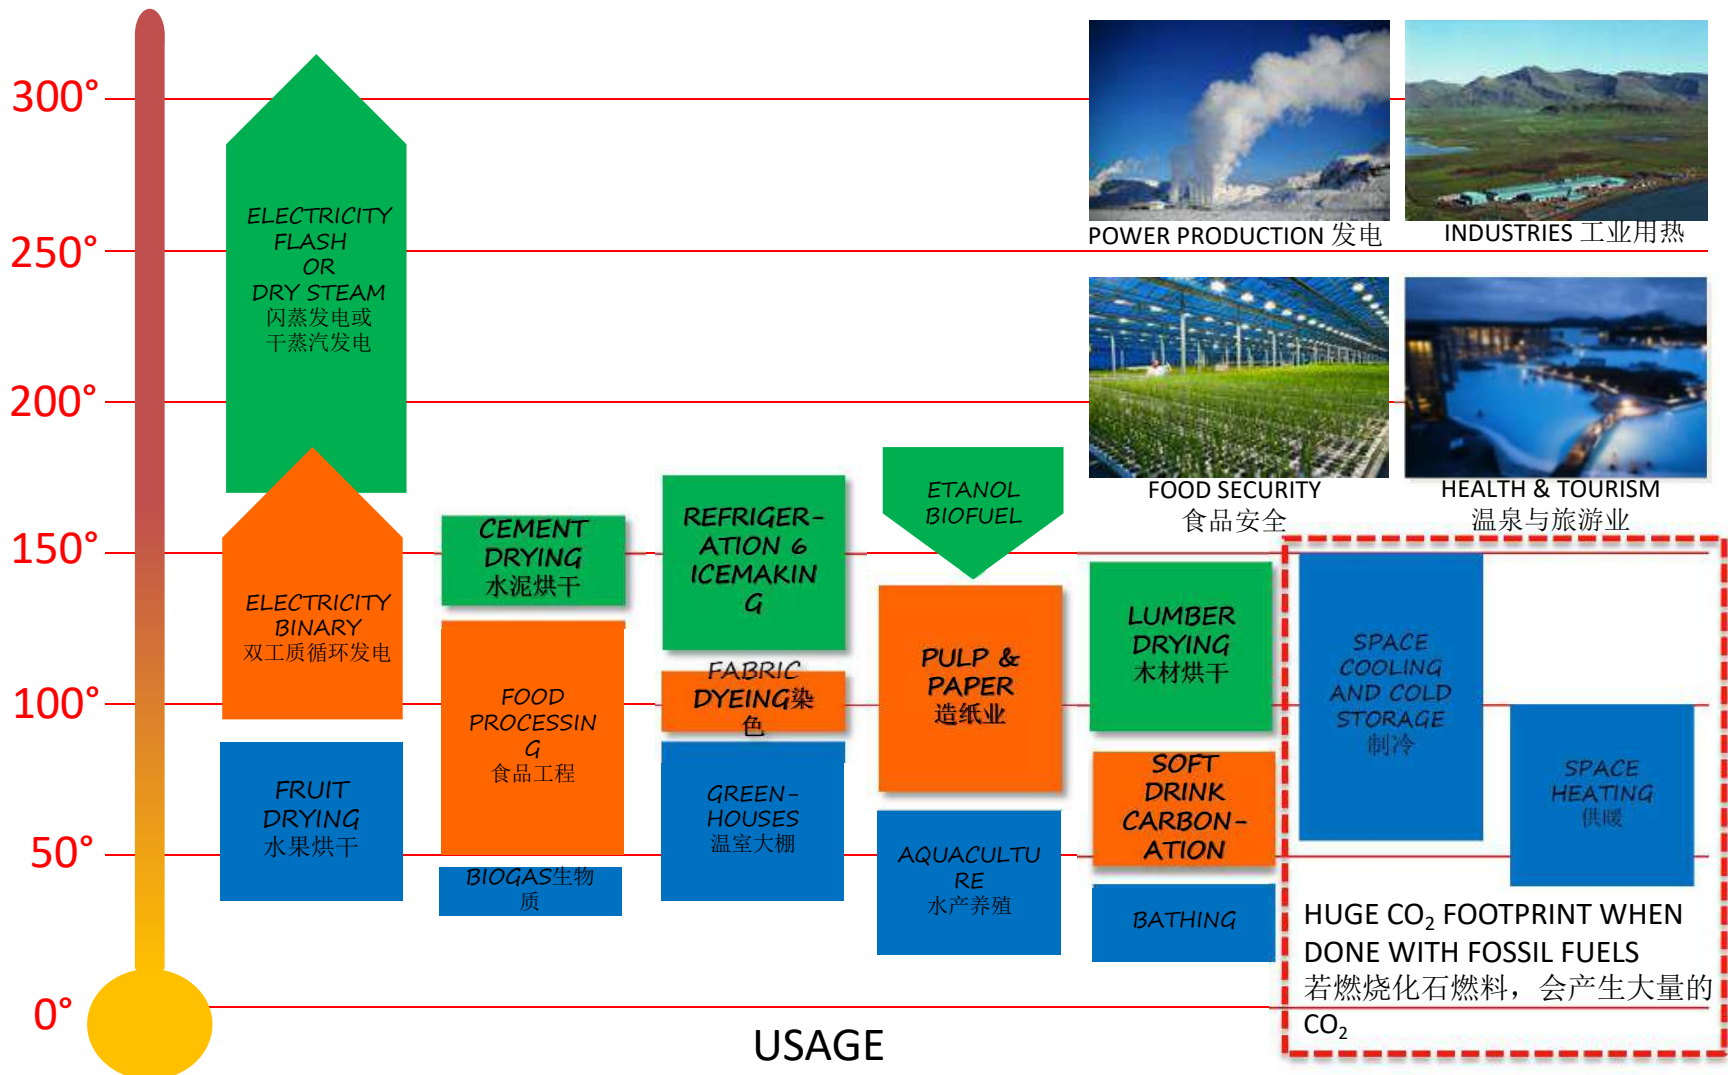 300°
250°
200°
150°
100°
50°
0°
ELECTRICITY
FLASH
OR
DRY STEAM
闪蒸发电或
干蒸汽发电
ELECTRICITY
BINARY
双工质循环发电
FRUIT
DRYING
水果烘干
CEMENT
DRYING
水泥烘干
FOOD
PROCESSIN
G
食品工程
BIOGAS生物
质
REFRIGER-
ATION 6
ICEMAKIN
G
FABRIC
DYEING染
色
GREEN-
HOUSES
温室大棚
ETANOL
BIOFUEL
PULP &
PAPER
造纸业
AQUACULTU
RE
水产养殖
LUMBER
DRYING
木材烘干
SOFT
DRINK
CARBON-
ATION
BATHING
POWER PRODUCTION 发电
INDUSTRIES 工业用热
FOOD SECURITY
食品安全
HEALTH & TOURISM
温泉与旅游业
SPACE
COOLING
AND COLD
STORAGE
制冷
SPACE
HEATING
供暖
HUGE CO₂ FOOTPRINT WHEN
DONE WITH FOSSIL FUELS
若燃烧化石燃料，会产生大量的
CO₂
USAGE